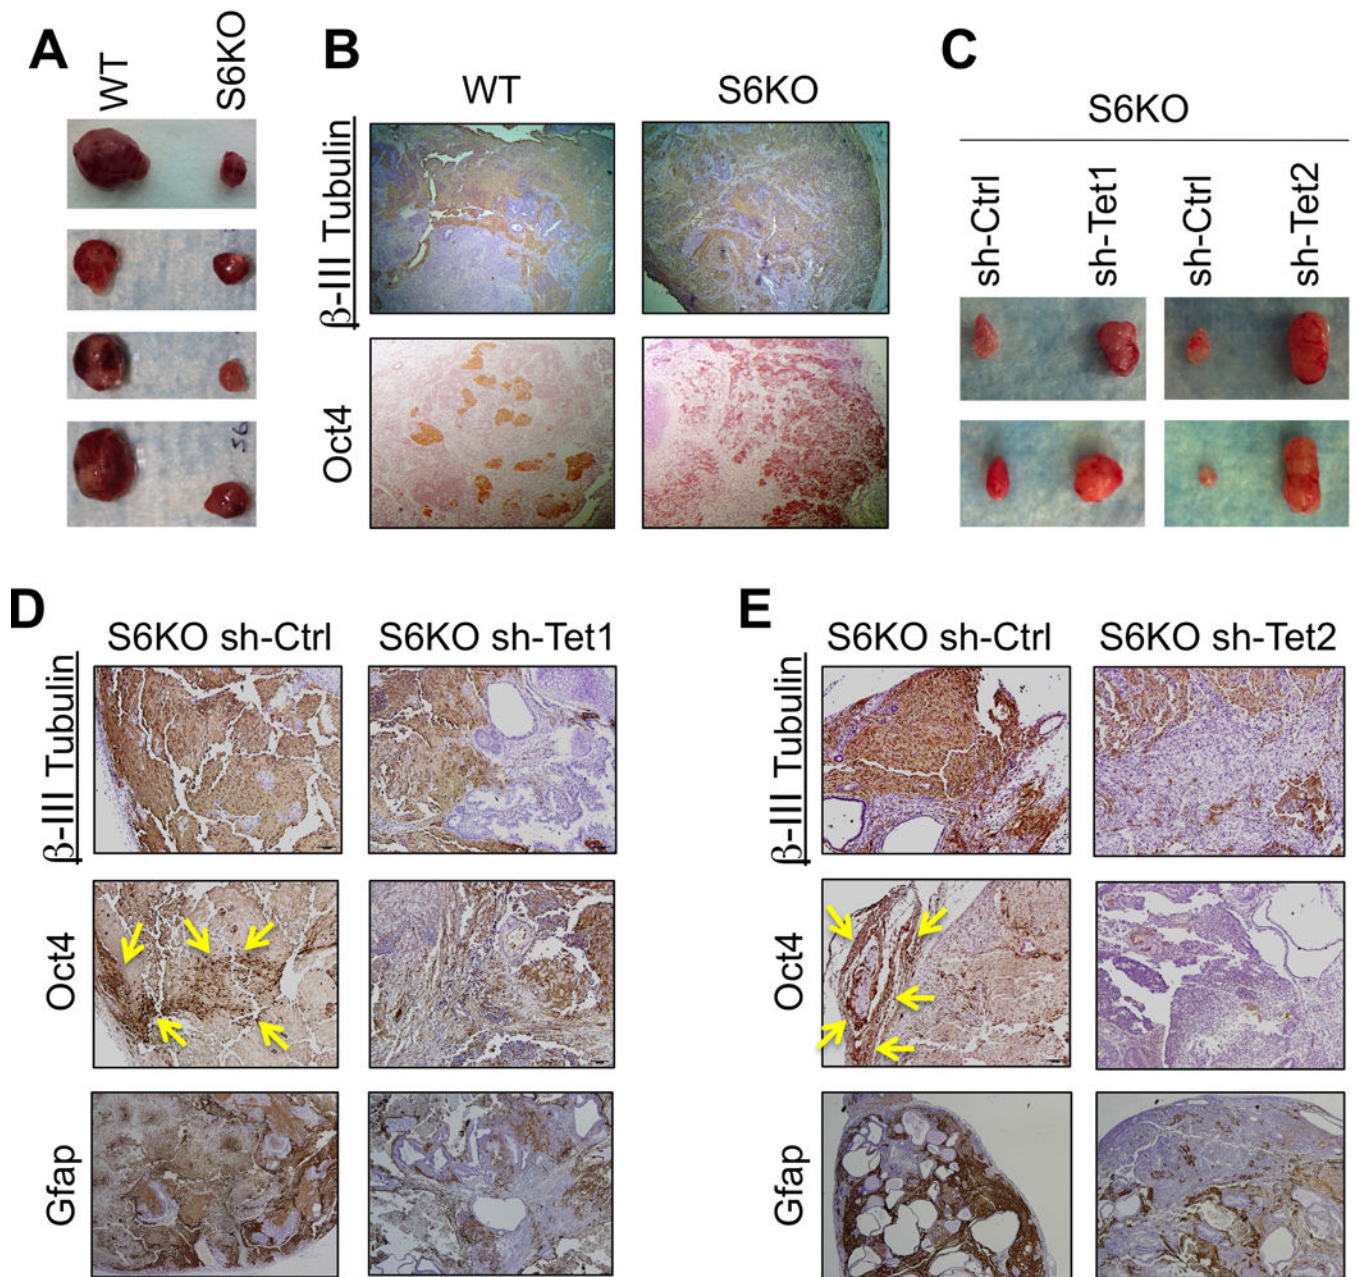 A
WT
S6KO
S6
B
WT
S6KO
β-III Tubulin
Oct4
C
S6KO
sh-Ctrl
sh-Tet1
sh-Ctrl
sh-Tet2
D
S6KO sh-Ctrl
S6KO sh-Tet1
β-III Tubulin
Oct4
Gfap
E
S6KO sh-Ctrl
S6KO sh-Tet2
β-III Tubulin
Oct4
Gfap